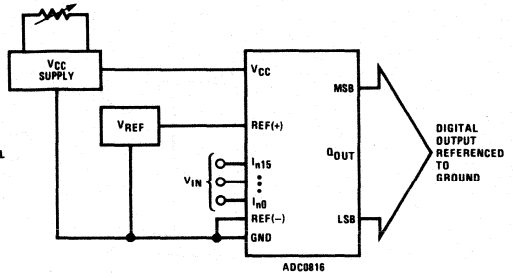 VCC
SUPPLY
VREF
VIN
VCC
REF(+)
In15
In0
REF(−)
GND
MSB
QOUT
LSB
ADC0816
DIGITAL
OUTPUT
REFERENCED
TO
GROUND
L